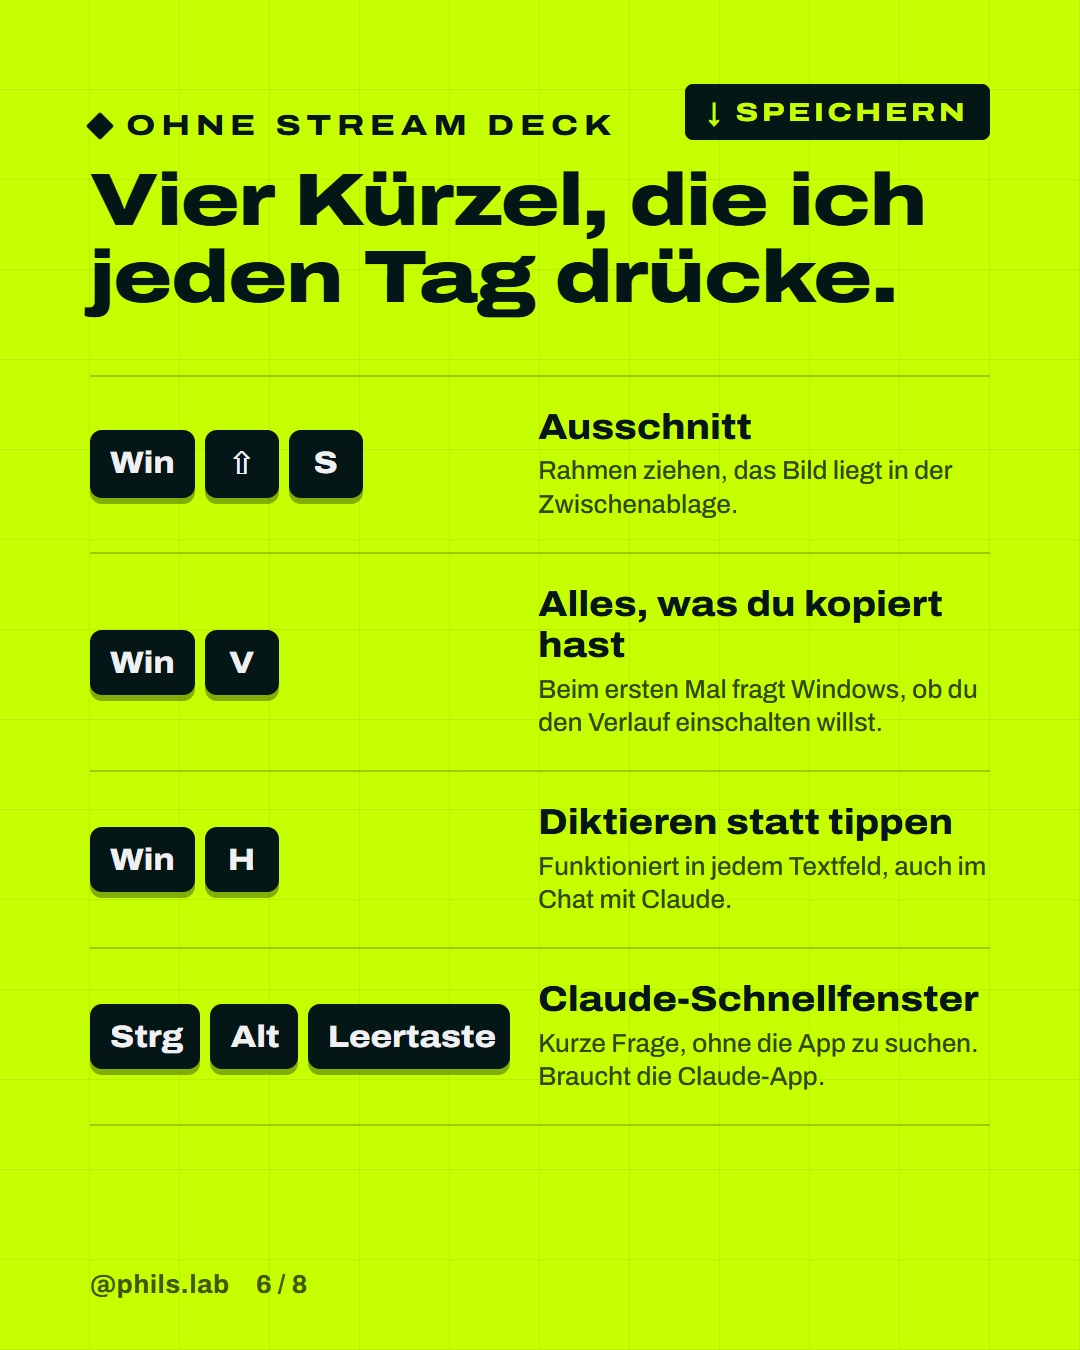 ◆ OHNE STREAM DECK
↓ SPEICHERN
Vier Kürzel, die ich
jeden Tag drücke.
Win ⇧ S
Ausschnitt
Rahmen ziehen, das Bild liegt in der
Zwischenablage.
Win V
Alles, was du kopiert
hast
Beim ersten Mal fragt Windows, ob du
den Verlauf einschalten willst.
Win H
Diktieren statt tippen
Funktioniert in jedem Textfeld, auch im
Chat mit Claude.
Strg Alt Leertaste
Claude-Schnellfenster
Kurze Frage, ohne die App zu suchen.
Braucht die Claude-App.
@phils.lab 6 / 8